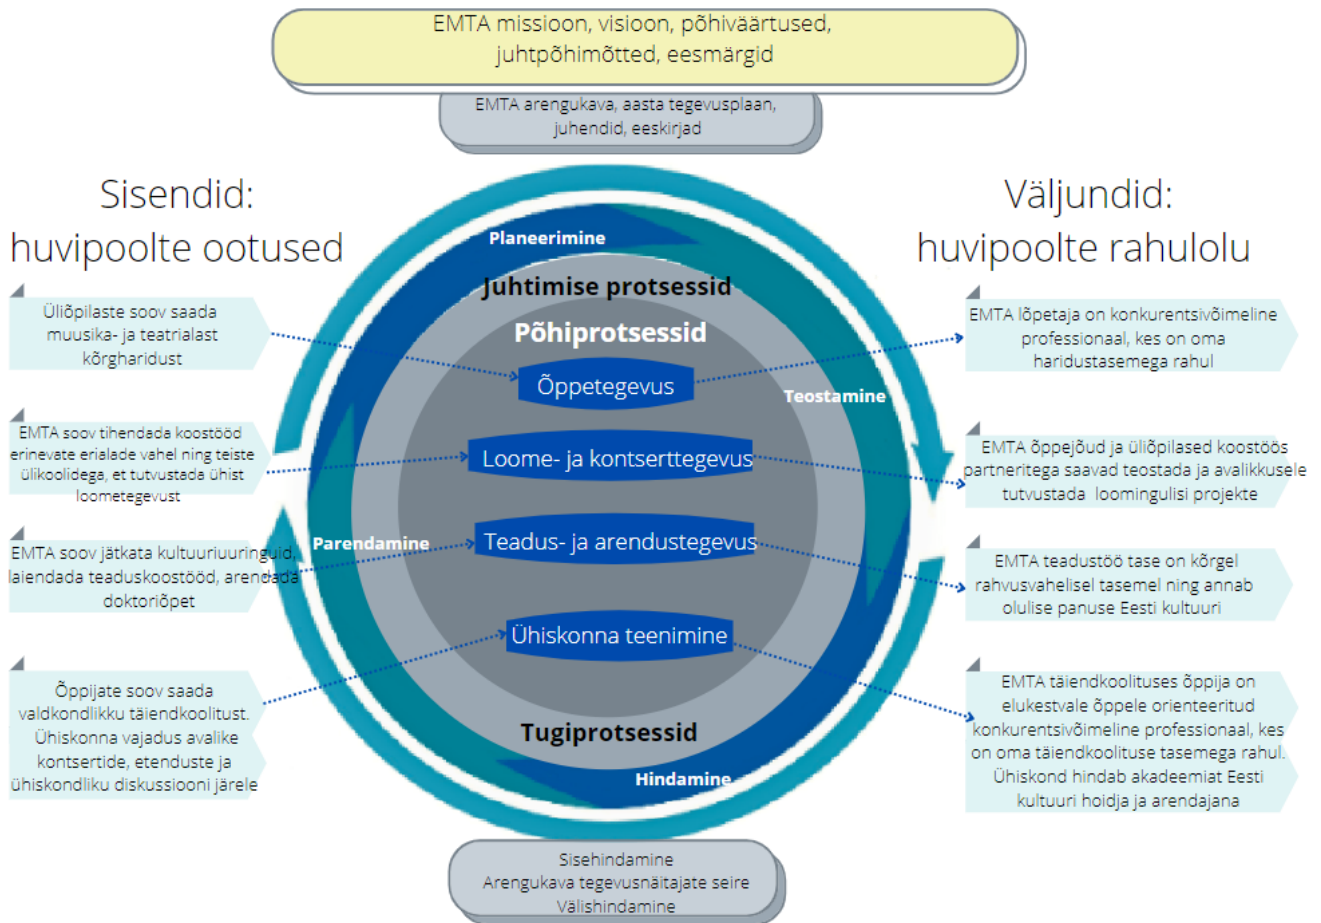 EMTA missioon, visioon, põhiväärtused,
juhtpõhimõtted, eesmärgid
EMTA arengukava, aasta tegevusplaan,
juhendid, eeskirjad
Sisendid:
huvipoolte ootused
Üliõpilaste soov saada
muusika- ja teatrialast
kõrgharidust
EMTA soov tihendada koostööd
erinevate erialade vahel ning teiste
ülikoolidega, et tutvustada ühist
loometegevust
EMTA soov jätkata kultuuriuuringuid,
laiendada teaduskoostööd, arendada
doktoriõpet
Õppijate soov saada
valdkondlikku täiendkoolitust.
Ühiskonna vajadus avalike
kontsertide, etenduste ja
ühiskondliku diskussiooni järele
Planeerimine
Juhtimise protsessid
Põhiprotsessid
Õppetegevus
Teostamine
Loome- ja kontserttegevus
Parendamine
Teadus- ja arendustegevus
Ühiskonna teenimine
Tugiprotsessid
Hindamine
Väljundid:
huvipoolte rahulolu
EMTA lõpetaja on konkurentsivõimeline
professionaal, kes on oma
haridustasemega rahul
EMTA õppejõud ja üliõpilased koostöös
partneritega saavad teostada ja avalikkusele
tutvustada loomingulisi projekte
EMTA teadustöö tase on kõrgel
rahvusvahelisel tasemel ning annab
olulise panuse Eesti kultuuri
EMTA täiendkoolituses õppija on
elukestvale õppele orienteeritud
konkurentsivõimeline professionaal, kes
on oma täiendkoolituse tasemega rahul.
Ühiskond hindab akadeemiat Eesti
kultuuri hoidja ja arendajana
Sisehindamine
Arengukava tegevusnäitajate seire
Välishindamine